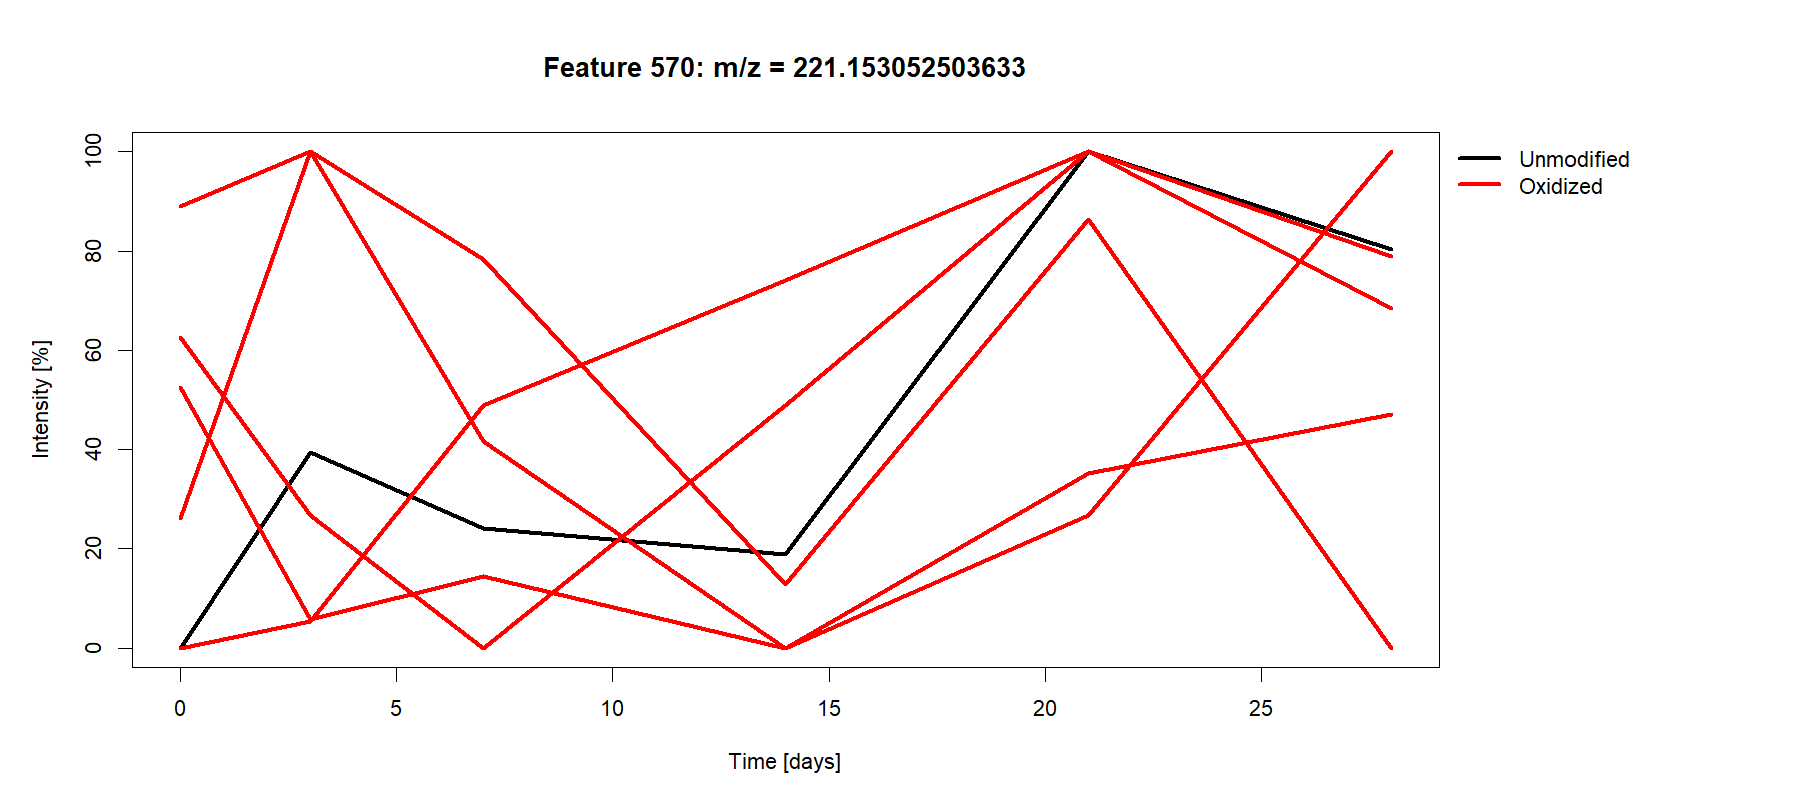 Feature 570: m/z = 221.153052503633
Unmodified
Oxidized
Intensity [%]
100
80
60
40
20
0
0 5 10 15 20 25
Time [days]